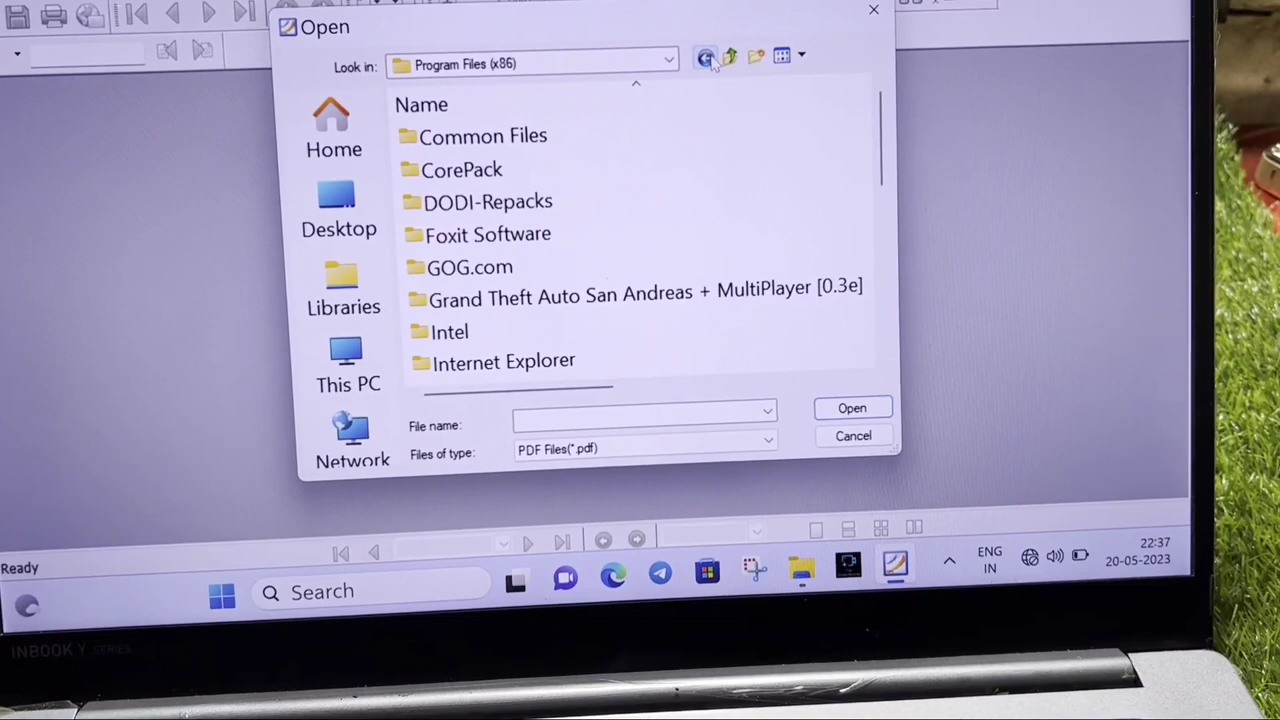 Open
Look in:
Program Files (x86)
Name
Common Files
CorePack
DODI-Repacks
Foxit Software
GOG.com
Grand Theft Auto San Andreas + MultiPlayer [0.3e]
Intel
Internet Explorer
Home
Desktop
Libraries
This PC
Network
File name:
Open
Files of type:
PDF Files(*.pdf)
Cancel
Ready
Search
ENG
IN
22:37
20-05-2023
INBOOK Y SERIES